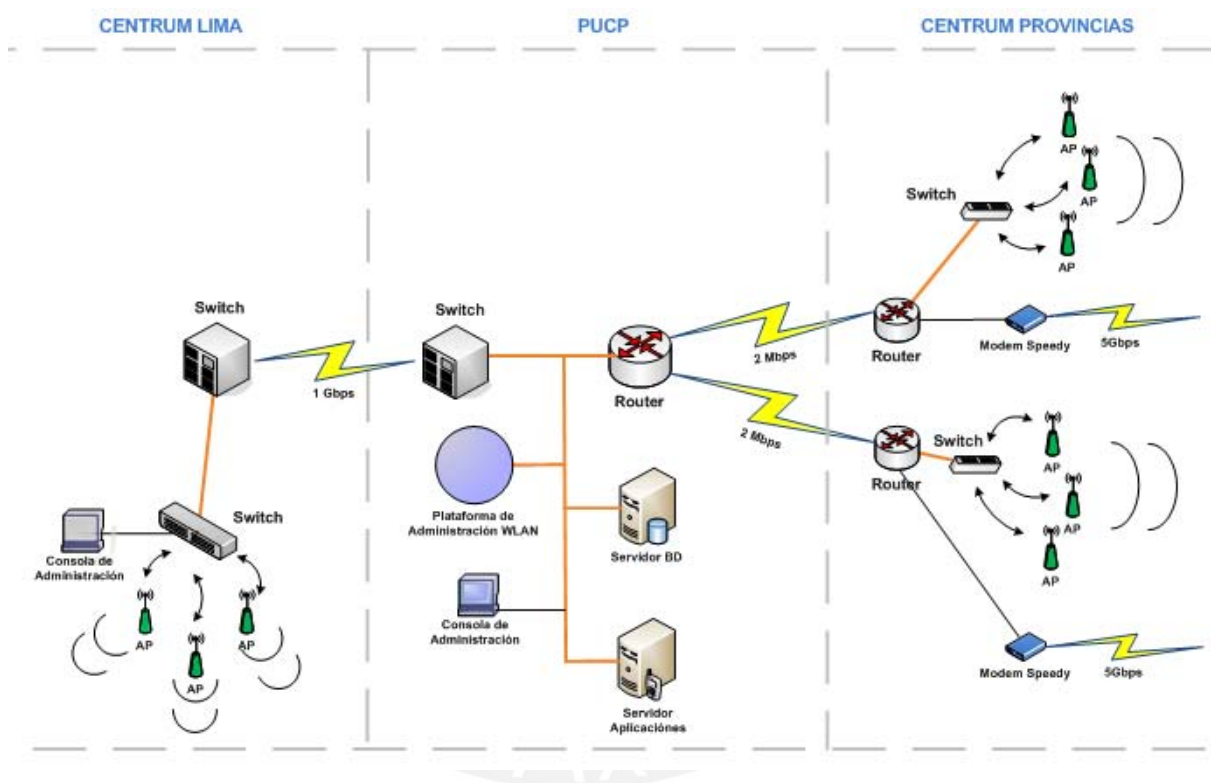 CENTRUM LIMA
PUCP
CENTRUM PROVINCIAS
AP
AP
Switch
AP
Switch
Switch
1 Gbps
Router
2 Mbps
2 Mbps
Router
Modem Speedy
5Gbps
Switch
Router
AP
AP
AP
Switch
Consola de
Administración
AP
AP
AP
Plataforma de
Administración WLAN
Servidor BD
Consola de
Administración
Servidor
Aplicaciónes
Modem Speedy
5Gbps